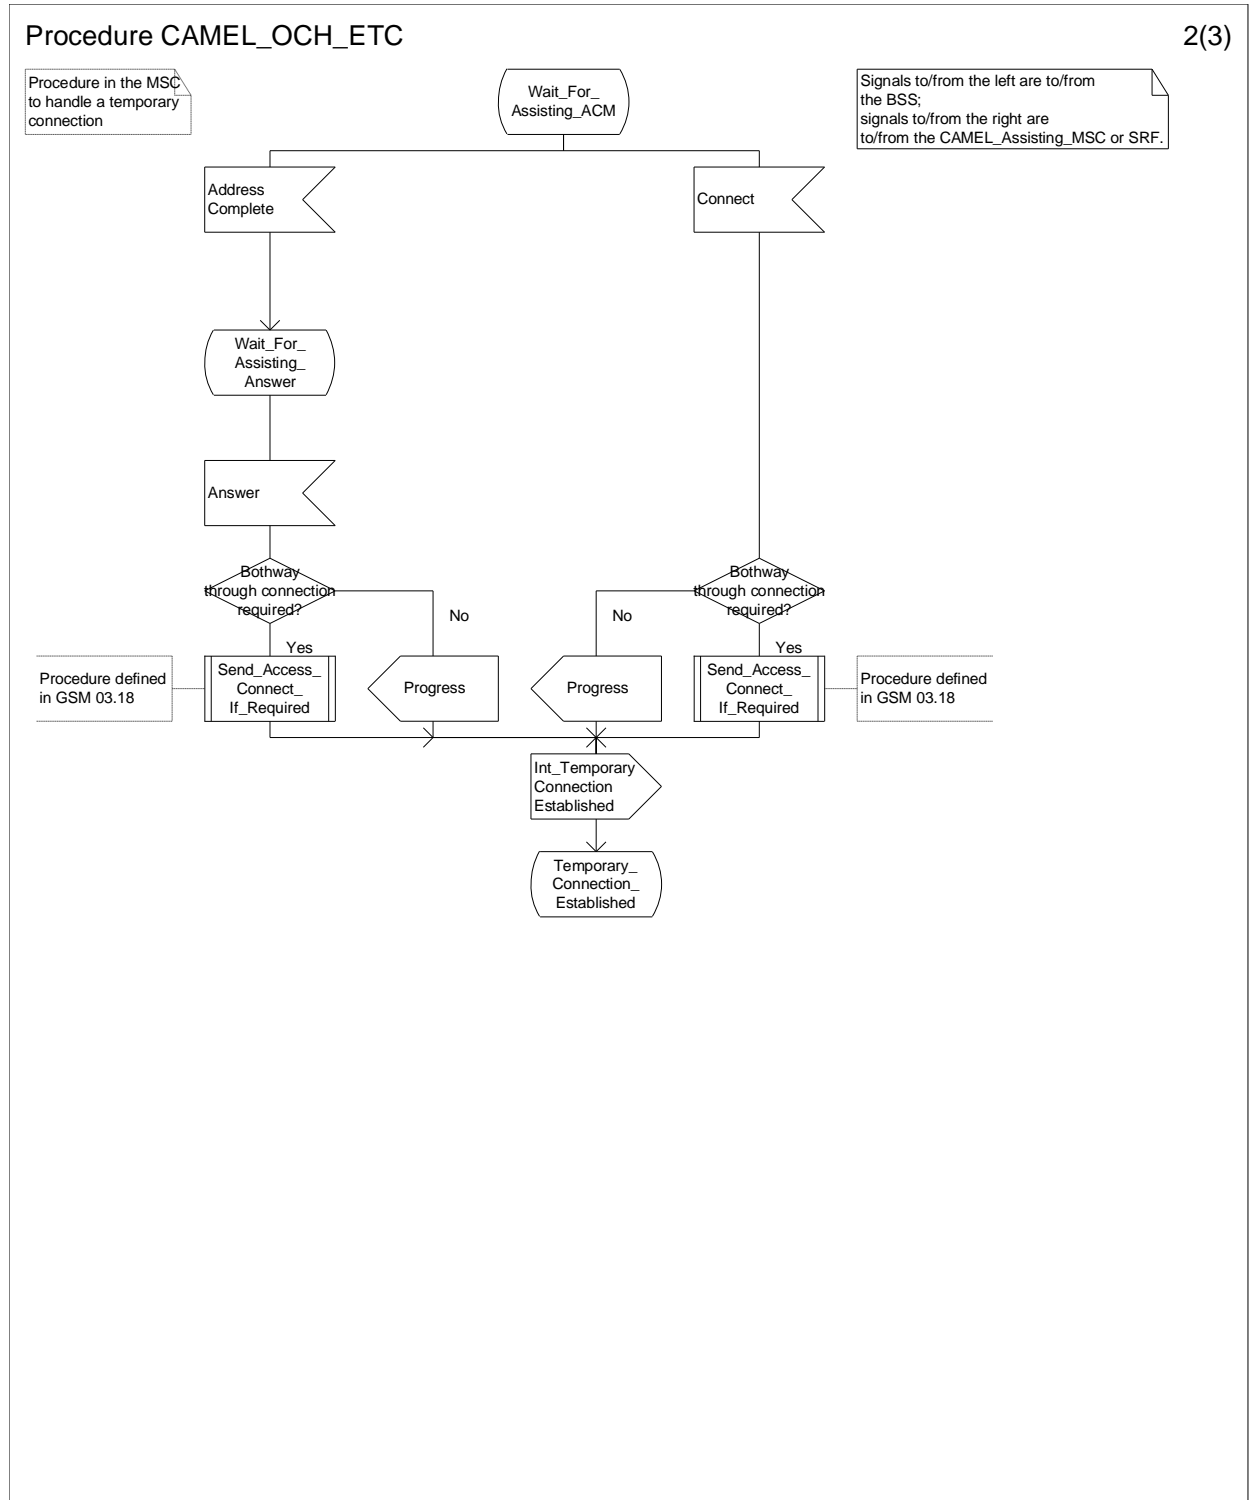 Procedure CAMEL_OCH_ETC
2(3)
Procedure in the MSC
to handle a temporary
connection
Wait_For_
Assisting_ACM
Signals to/from the left are to/from
the BSS;
signals to/from the right are
to/from the CAMEL_Assisting_MSC or SRF.
Address
Complete
Connect
Wait_For_
Assisting_
Answer
Answer
Bothway
through connection
required?
No
Yes
No
Bothway
through connection
required?
Yes
Procedure defined
in GSM 03.18
Send_Access_
Connect_
If_Required
Progress
Progress
Send_Access_
Connect_
If_Required
Procedure defined
in GSM 03.18
Int_Temporary
Connection
Established
Temporary_
Connection_
Established